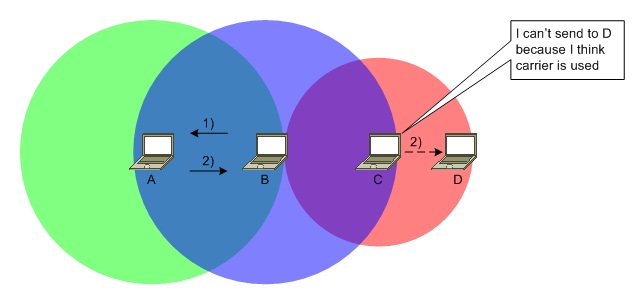 I can't send to D
because I think
carrier is used
1)
2)
2)
A
B
C
D